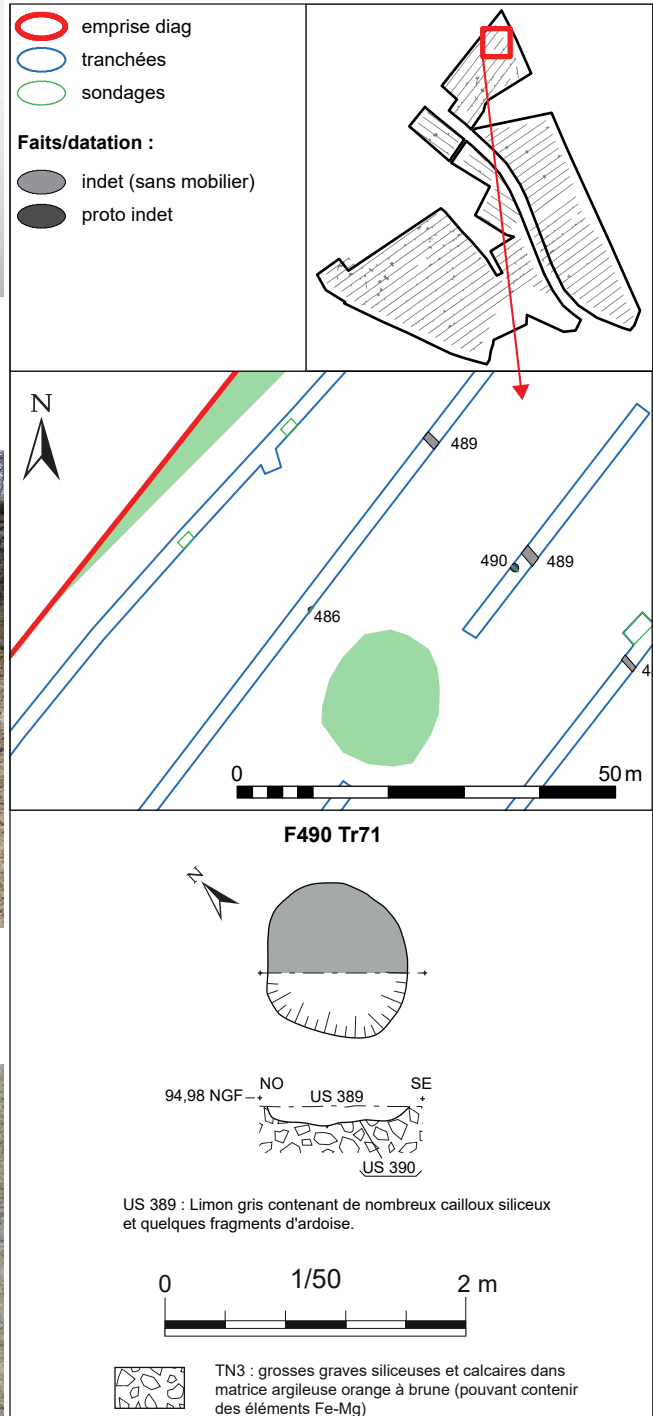 emprise diag
tranchées
sondages
Faits/datation :
indet (sans mobilier)
proto indet
N
489
490
489
486
0
50 m
F490 Tr71
N
94,98 NGF
NO
US 389
SE
US 390
US 389 : Limon gris contenant de nombreux cailloux siliceux
et quelques fragments d'ardoise.
0
1/50
2 m
TN3 : grosses graves siliceuses et calcaires dans
matrice argileuse orange à brune (pouvant contenir
des éléments Fe-Mg)